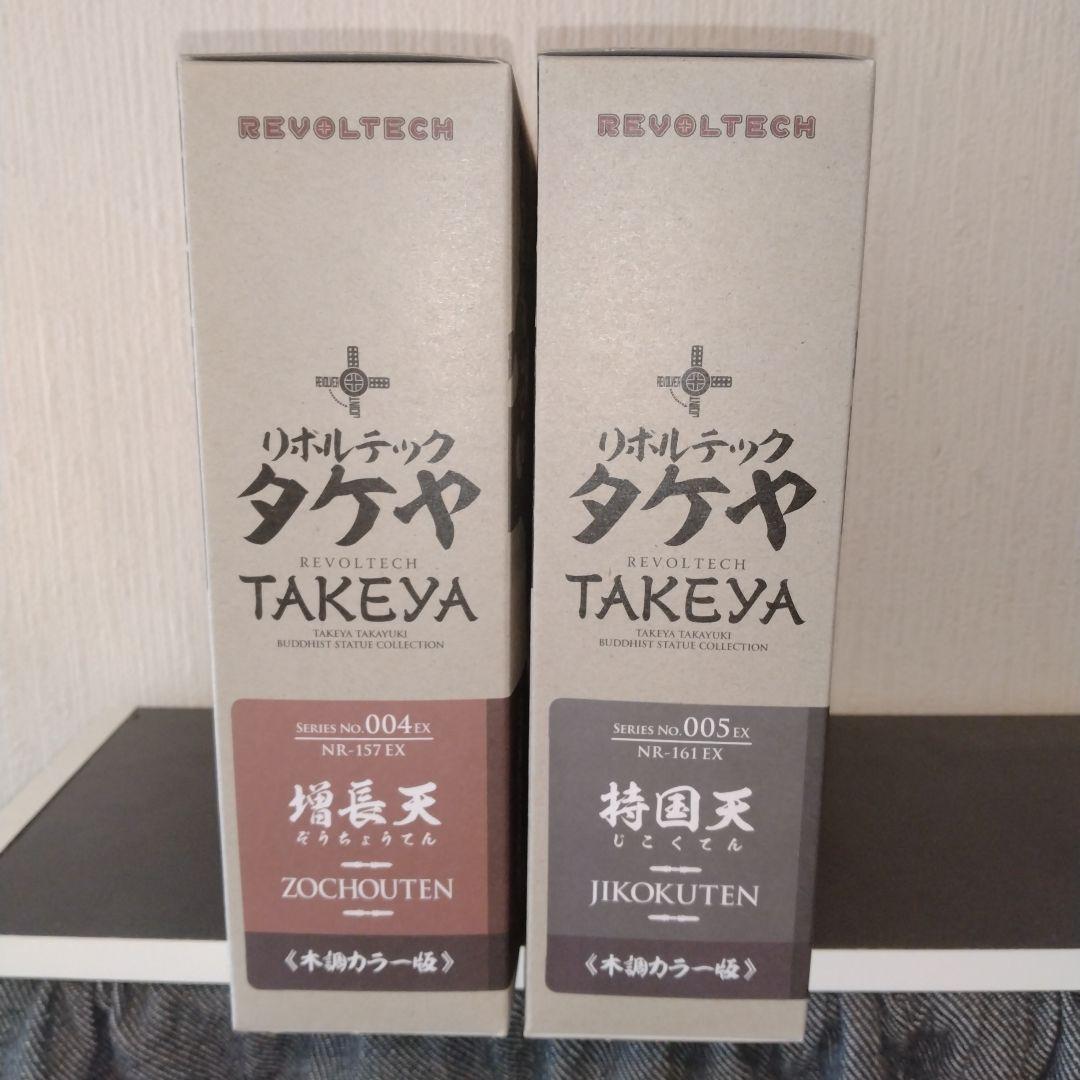 REVOLTECH
REVOLVER
JOINT
リボルテック
タケヤ
REVOLTECH
TAKEYA
TAKEYA TAKAYUKI
BUDDHIST STATUE COLLECTION
SERIES NO.004EX
NR-157 EX
増長天
ぞうちょうてん
ZOCHOUTEN
《木調カラー版》
REVOLTECH
REVOLVER
JOINT
リボルテック
タケヤ
REVOLTECH
TAKEYA
TAKEYA TAKAYUKI
BUDDHIST STATUE COLLECTION
SERIES NO.005EX
NR-161 EX
持国天
じこくてん
JIKOKUTEN
《木調カラー版》